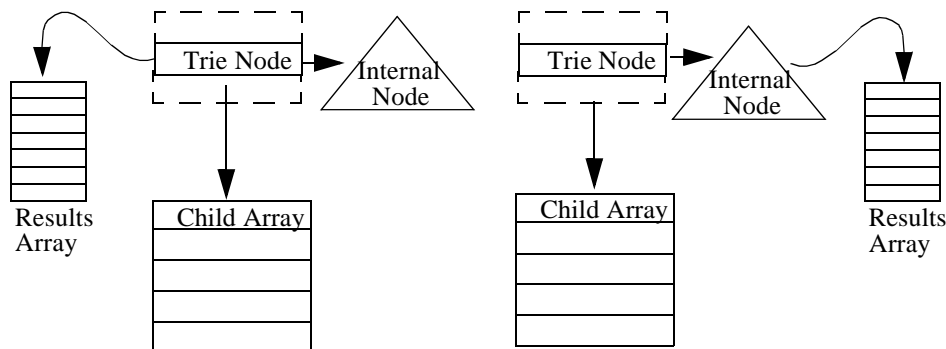 Trie Node
Internal
Node
Results
Array
Child Array
Trie Node
Internal
Node
Child Array
Results
Array